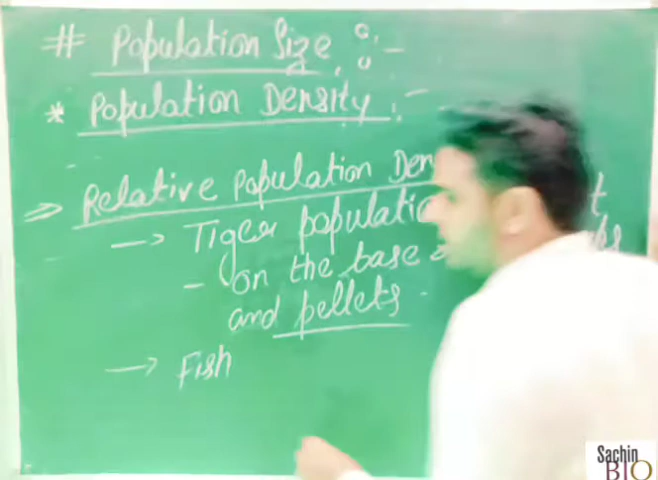 # Population Size :-
* Population Density :-
⇒ Relative Population Den
→ Tiger populatio
- on the base
and pellets.
→ Fish
Sachin
BIO